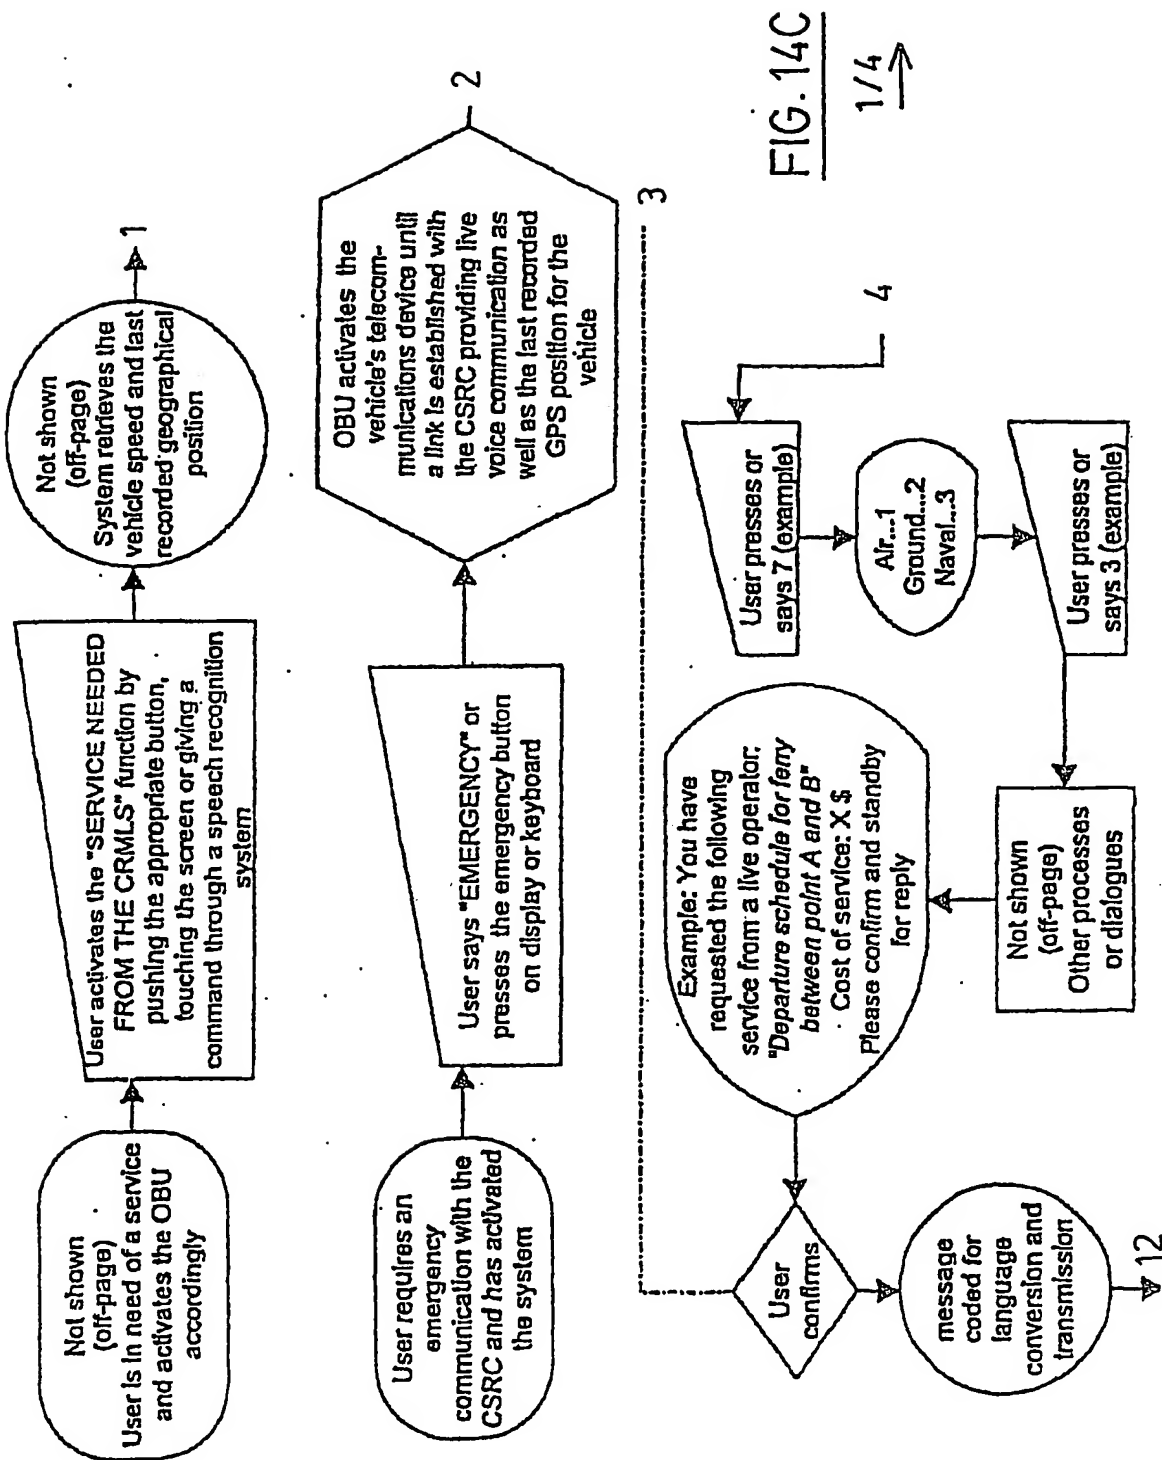 Not shown
(off-page)
User is in need of a service
and activates the OBU
accordingly
User activates the "SERVICE NEEDED
FROM THE CRMLS" function by
pushing the appropriate button,
touching the screen or giving a
command through a speech recognition
system
Not shown
(off-page)
System retrieves the
vehicle speed and last
recorded geographical
position
1
User requires an
emergency
communication with the
CSRC and has activated
the system
User says "EMERGENCY" or
presses the emergency button
on display or keyboard
OBU activates the
vehicle's telecom-
munications device until
a link is established with
the CSRC providing live
voice communication as
well as the last recorded
GPS position for the
vehicle
2
3
4
User presses or
says 7 (example)
Air...1
Ground....2
Naval...3
User presses or
says 3 (example)
Not shown
(off-page)
Other processes
or dialogues
Example: You have
requested the following
service from a live operator:
"Departure schedule for ferry
between point A and B"
Cost of service: X $
Please confirm and standby
for reply
User
confirms
message
coded for
language
conversion and
transmission
12
FIG. 14C
1/4